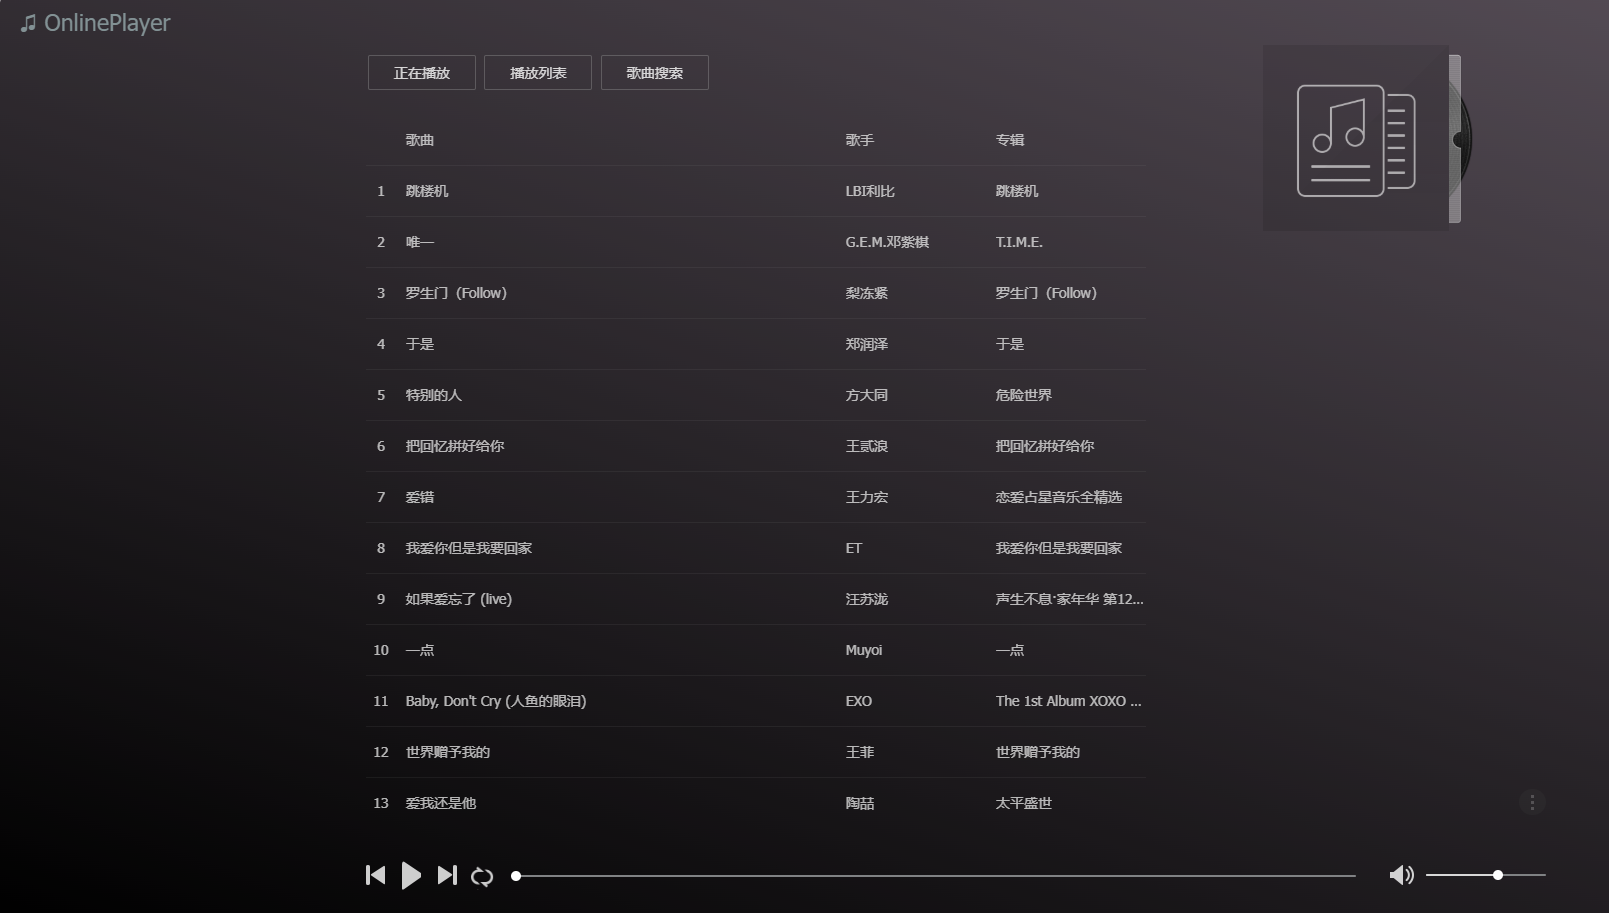 OnlinePlayer
正在播放 播放列表 歌曲搜索
歌曲 歌手 专辑
1 跳楼机 LBI利比 跳楼机
2 唯一 G.E.M.邓紫棋 T.I.M.E.
3 罗生门（Follow） 梨冻紧 罗生门（Follow）
4 于是 郑润泽 于是
5 特别的人 方大同 危险世界
6 把回忆拼好给你 王贰浪 把回忆拼好给你
7 爱错 王力宏 恋爱占星音乐全精选
8 我爱你但是我要回家 ET 我爱你但是我要回家
9 如果爱忘了 (live) 汪苏泷 声生不息·家年华 第12...
10 一点 Muyoi 一点
11 Baby, Don't Cry (人鱼的眼泪) EXO The 1st Album XOXO ...
12 世界赠予我的 王菲 世界赠予我的
13 爱我还是他 陶喆 太平盛世